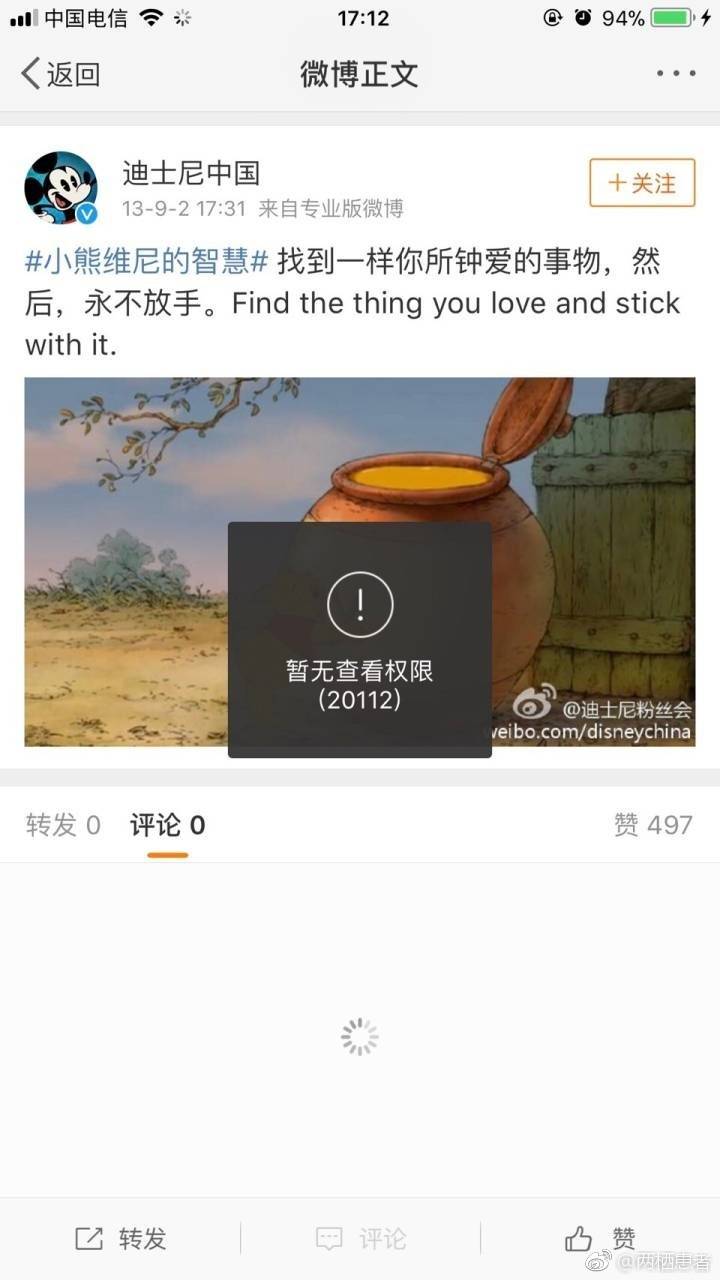 中国电信 17:12 94%
返回 微博正文
迪士尼中国
+关注
13-9-2 17:31 来自专业版微博
#小熊维尼的智慧# 找到一样你所钟爱的事物，然
后，永不放手。Find the thing you love and stick
with it.
暂无查看权限
(20112)
@迪士尼粉丝会
weibo.com/disneychina
转发 0 评论 0 赞 497
转发 评论 赞
@两栖患者